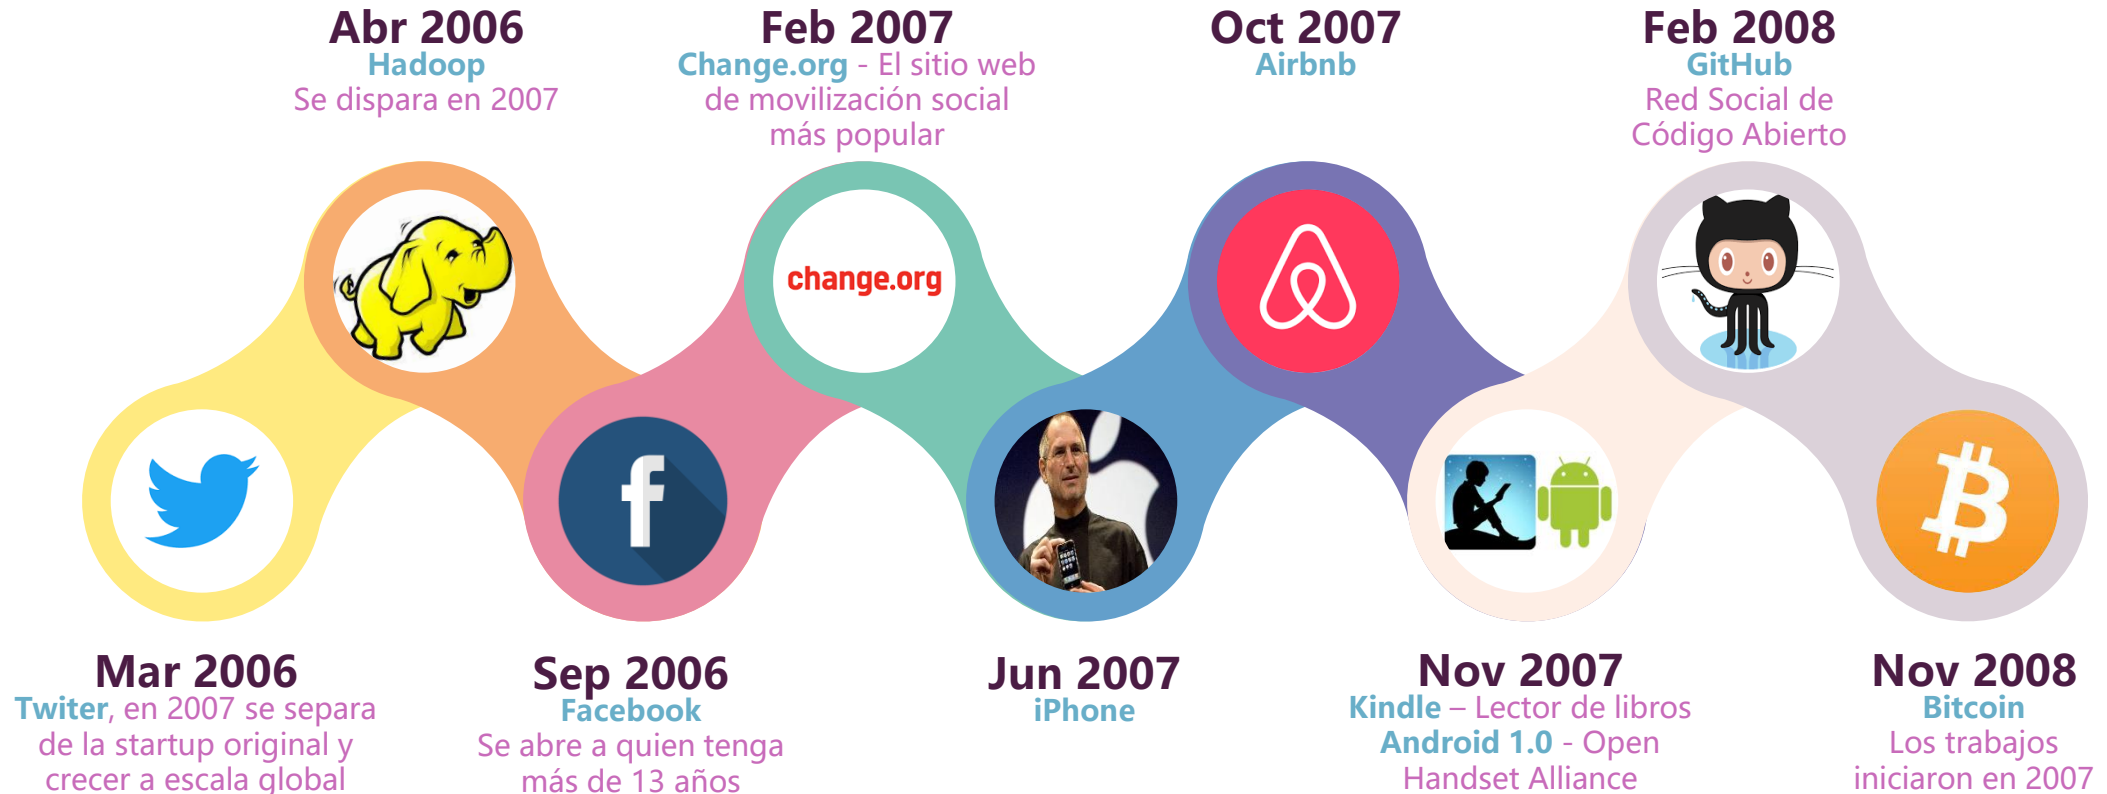 Abr 2006
Hadoop
Se dispara en 2007
Feb 2007
Change.org - El sitio web
de movilización social
más popular
Oct 2007
Airbnb
Feb 2008
GitHub
Red Social de
Código Abierto
change.org
Mar 2006
Twiter, en 2007 se separa
de la startup original y
crecer a escala global
Sep 2006
Facebook
Se abre a quien tenga
más de 13 años
Jun 2007
iPhone
Nov 2007
Kindle – Lector de libros
Android 1.0 - Open
Handset Alliance
Nov 2008
Bitcoin
Los trabajos
iniciaron en 2007